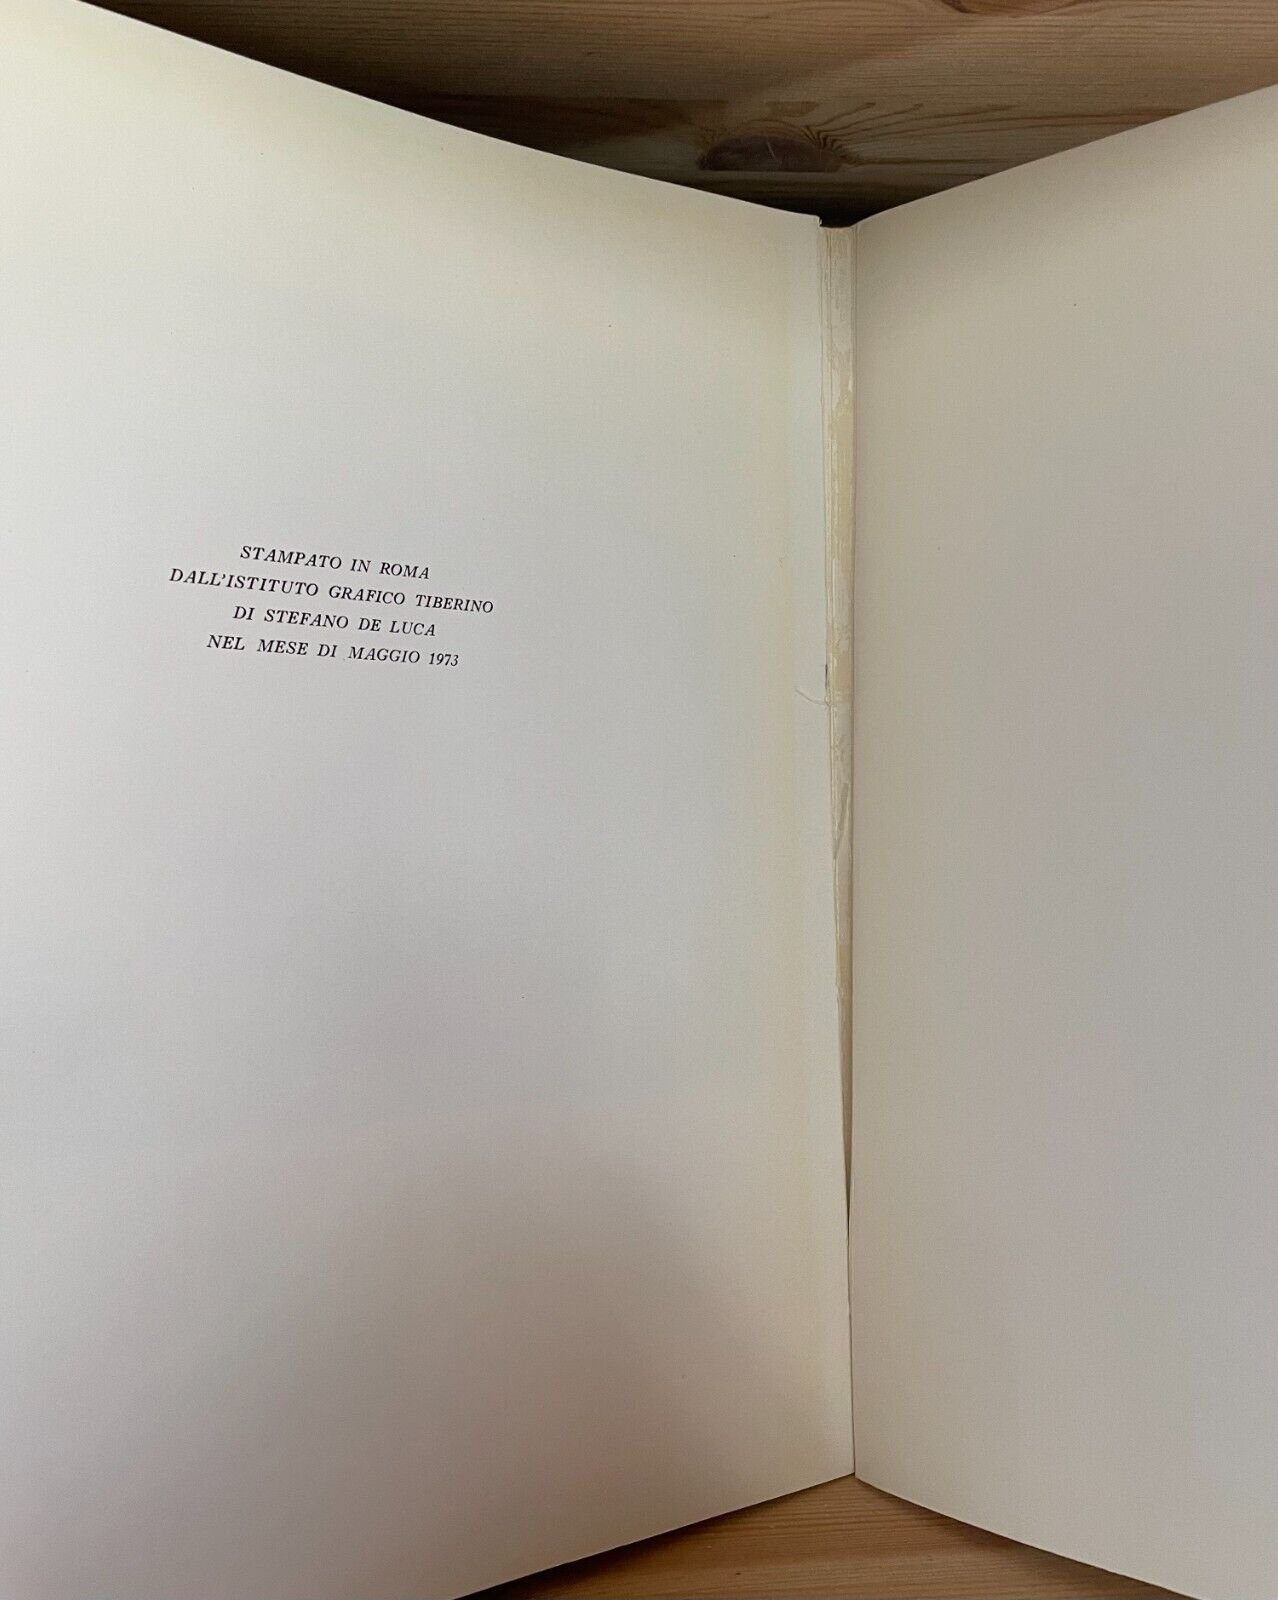 STAMPATO IN ROMA
DALL'ISTITUTO GRAFICO TIBERINO
DI STEFANO DE LUCA
NEL MESE DI MAGGIO 1973